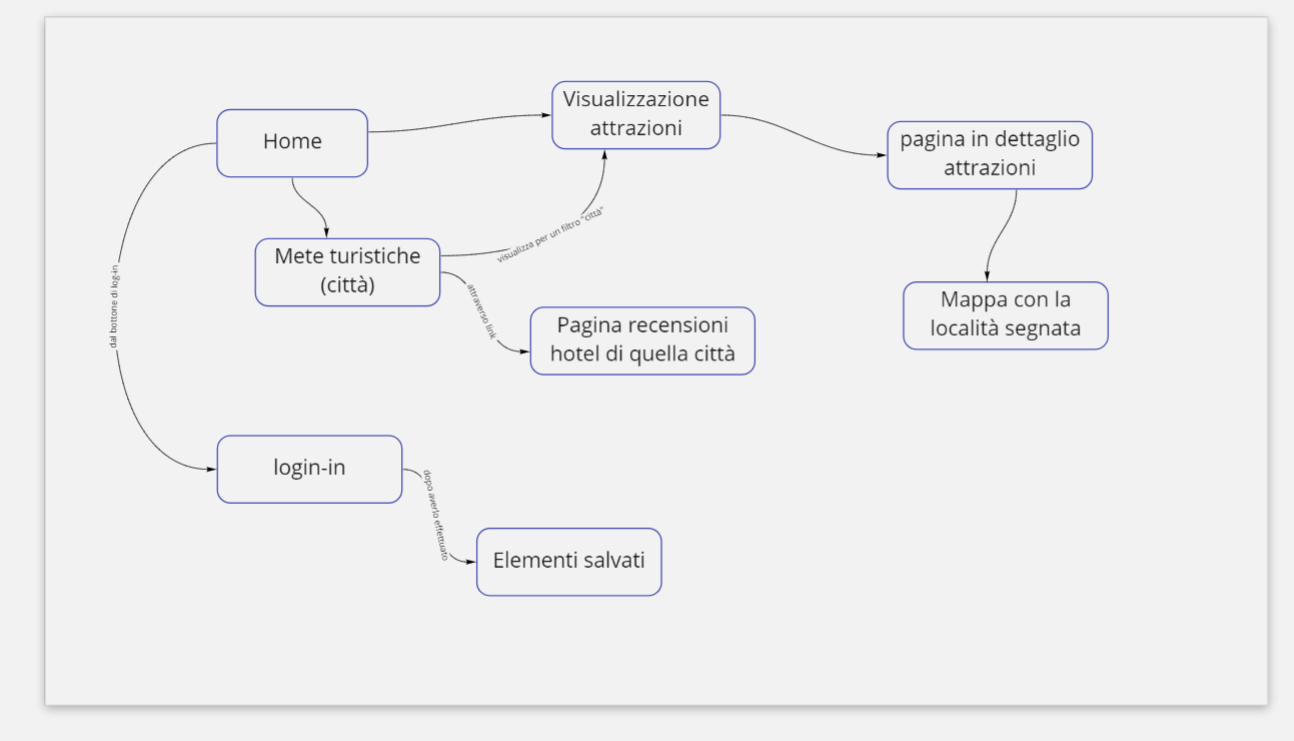 Visualizzazione
attrazioni
Home
pagina in dettaglio
attrazioni
visualizza per un filtro "città"
Mete turistiche
(città)
dal bottone di log-in
attraverso link
Pagina recensioni
hotel di quella città
Mappa con la
località segnata
login-in
dopo averlo effettuato
Elementi salvati